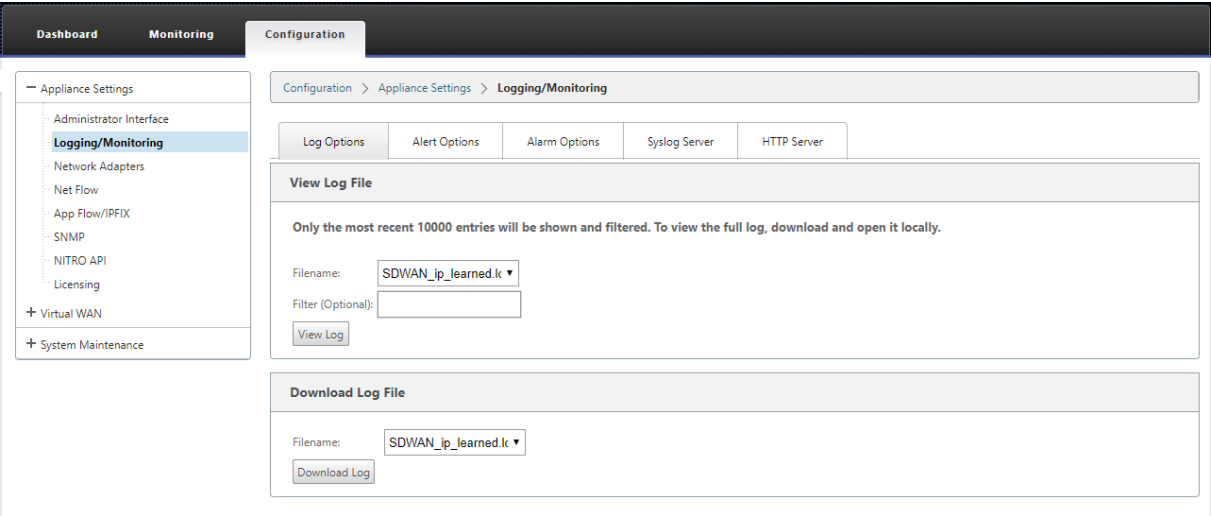 Dashboard Monitoring Configuration
Appliance Settings
Administrator Interface
Logging/Monitoring
Network Adapters
Net Flow
App Flow/IPFIX
SNMP
NITRO API
Licensing
Virtual WAN
System Maintenance
Configuration > Appliance Settings > Logging/Monitoring
Log Options Alert Options Alarm Options Syslog Server HTTP Server
View Log File
Only the most recent 10000 entries will be shown and filtered. To view the full log, download and open it locally.
Filename: SDWAN_ip_learned.lo
Filter (Optional):
View Log
Download Log File
Filename: SDWAN_ip_learned.lo
Download Log